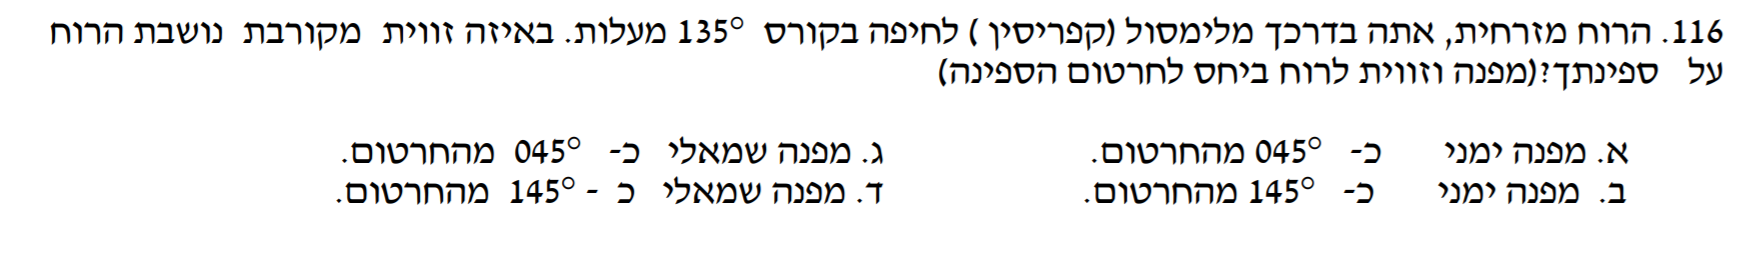 116. הרוח מזרחית, אתה בדרכך מלימסול (קפריסין ) לחיפה בקורס 135° מעלות. באיזה זווית מקורבת נושבת הרוח
על ספינתך?(מפנה וזווית לרוח ביחס לחרטום הספינה)
א. מפנה ימני כ- 045° מהחרטום. ג. מפנה שמאלי כ- 045° מהחרטום.
ב. מפנה ימני כ- 145° מהחרטום. ד. מפנה שמאלי כ - 145° מהחרטום.